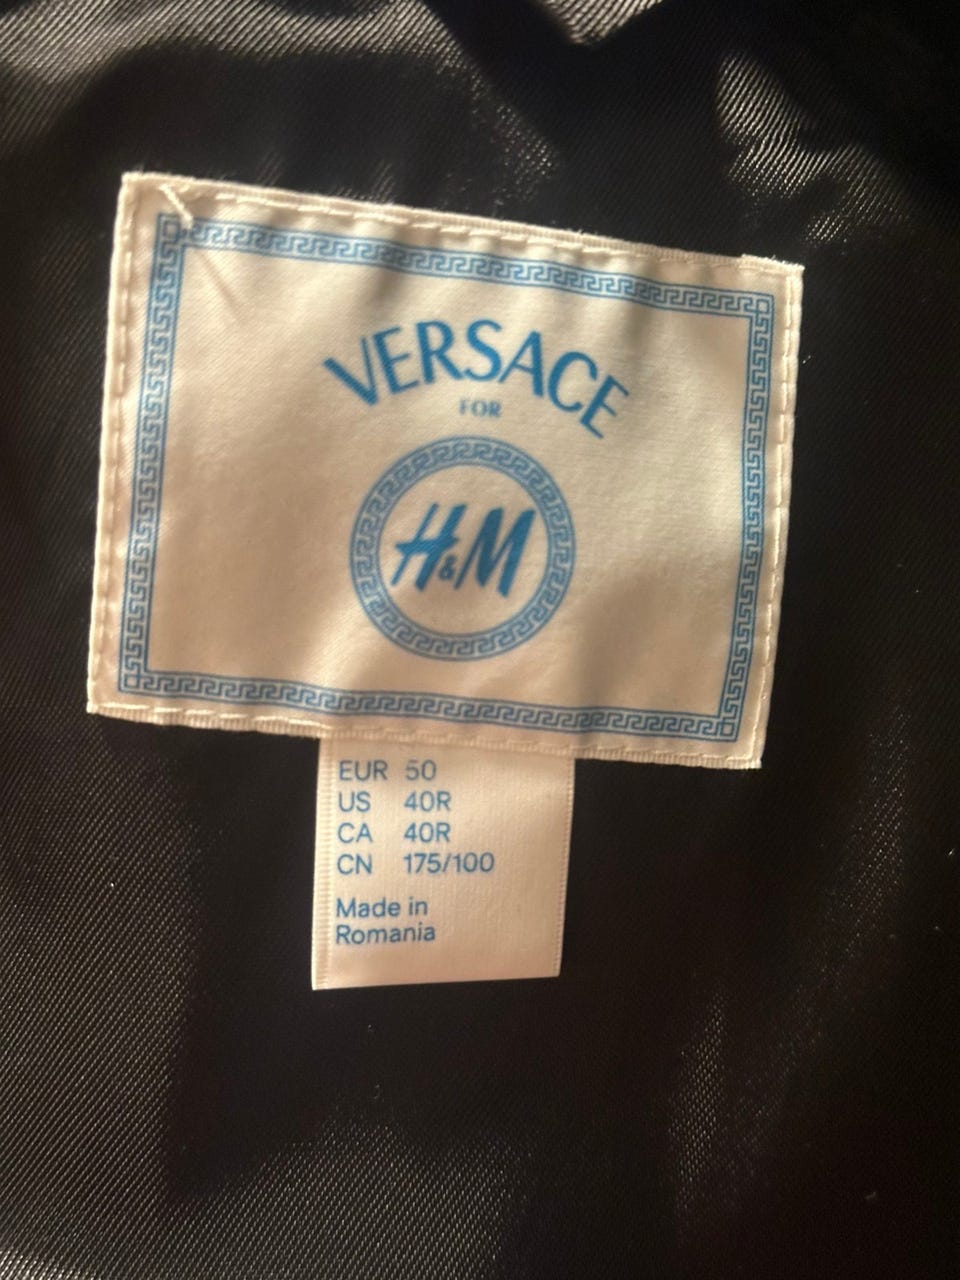 VERSACE
FOR
H&M
EUR 50
US 40R
CA 40R
CN 175/100
Made in
Romania